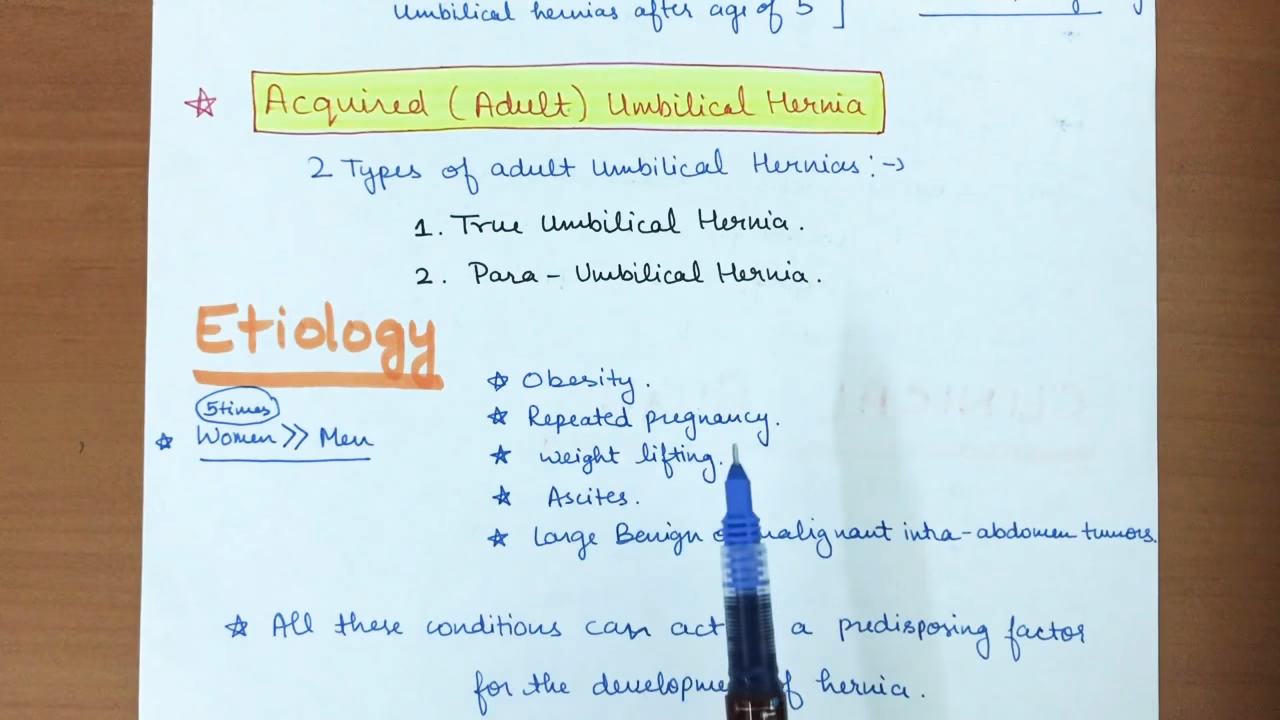 Umbilical hernias after age of 5 ]
☆ Acquired (Adult) Umbilical Hernia
2 Types of adult Umbilical Hernias :→
1. True Umbilical Hernia.
2. Para - Umbilical Hernia.
Etiology
5times
☆ Women >> Men
☆ Obesity.
☆ Repeated pregnancy.
☆ weight lifting.
☆ Ascites.
☆ Large Benign malignant intra-abdomen tumors.
☆ All these conditions can act a predisposing factor
for the hernia.